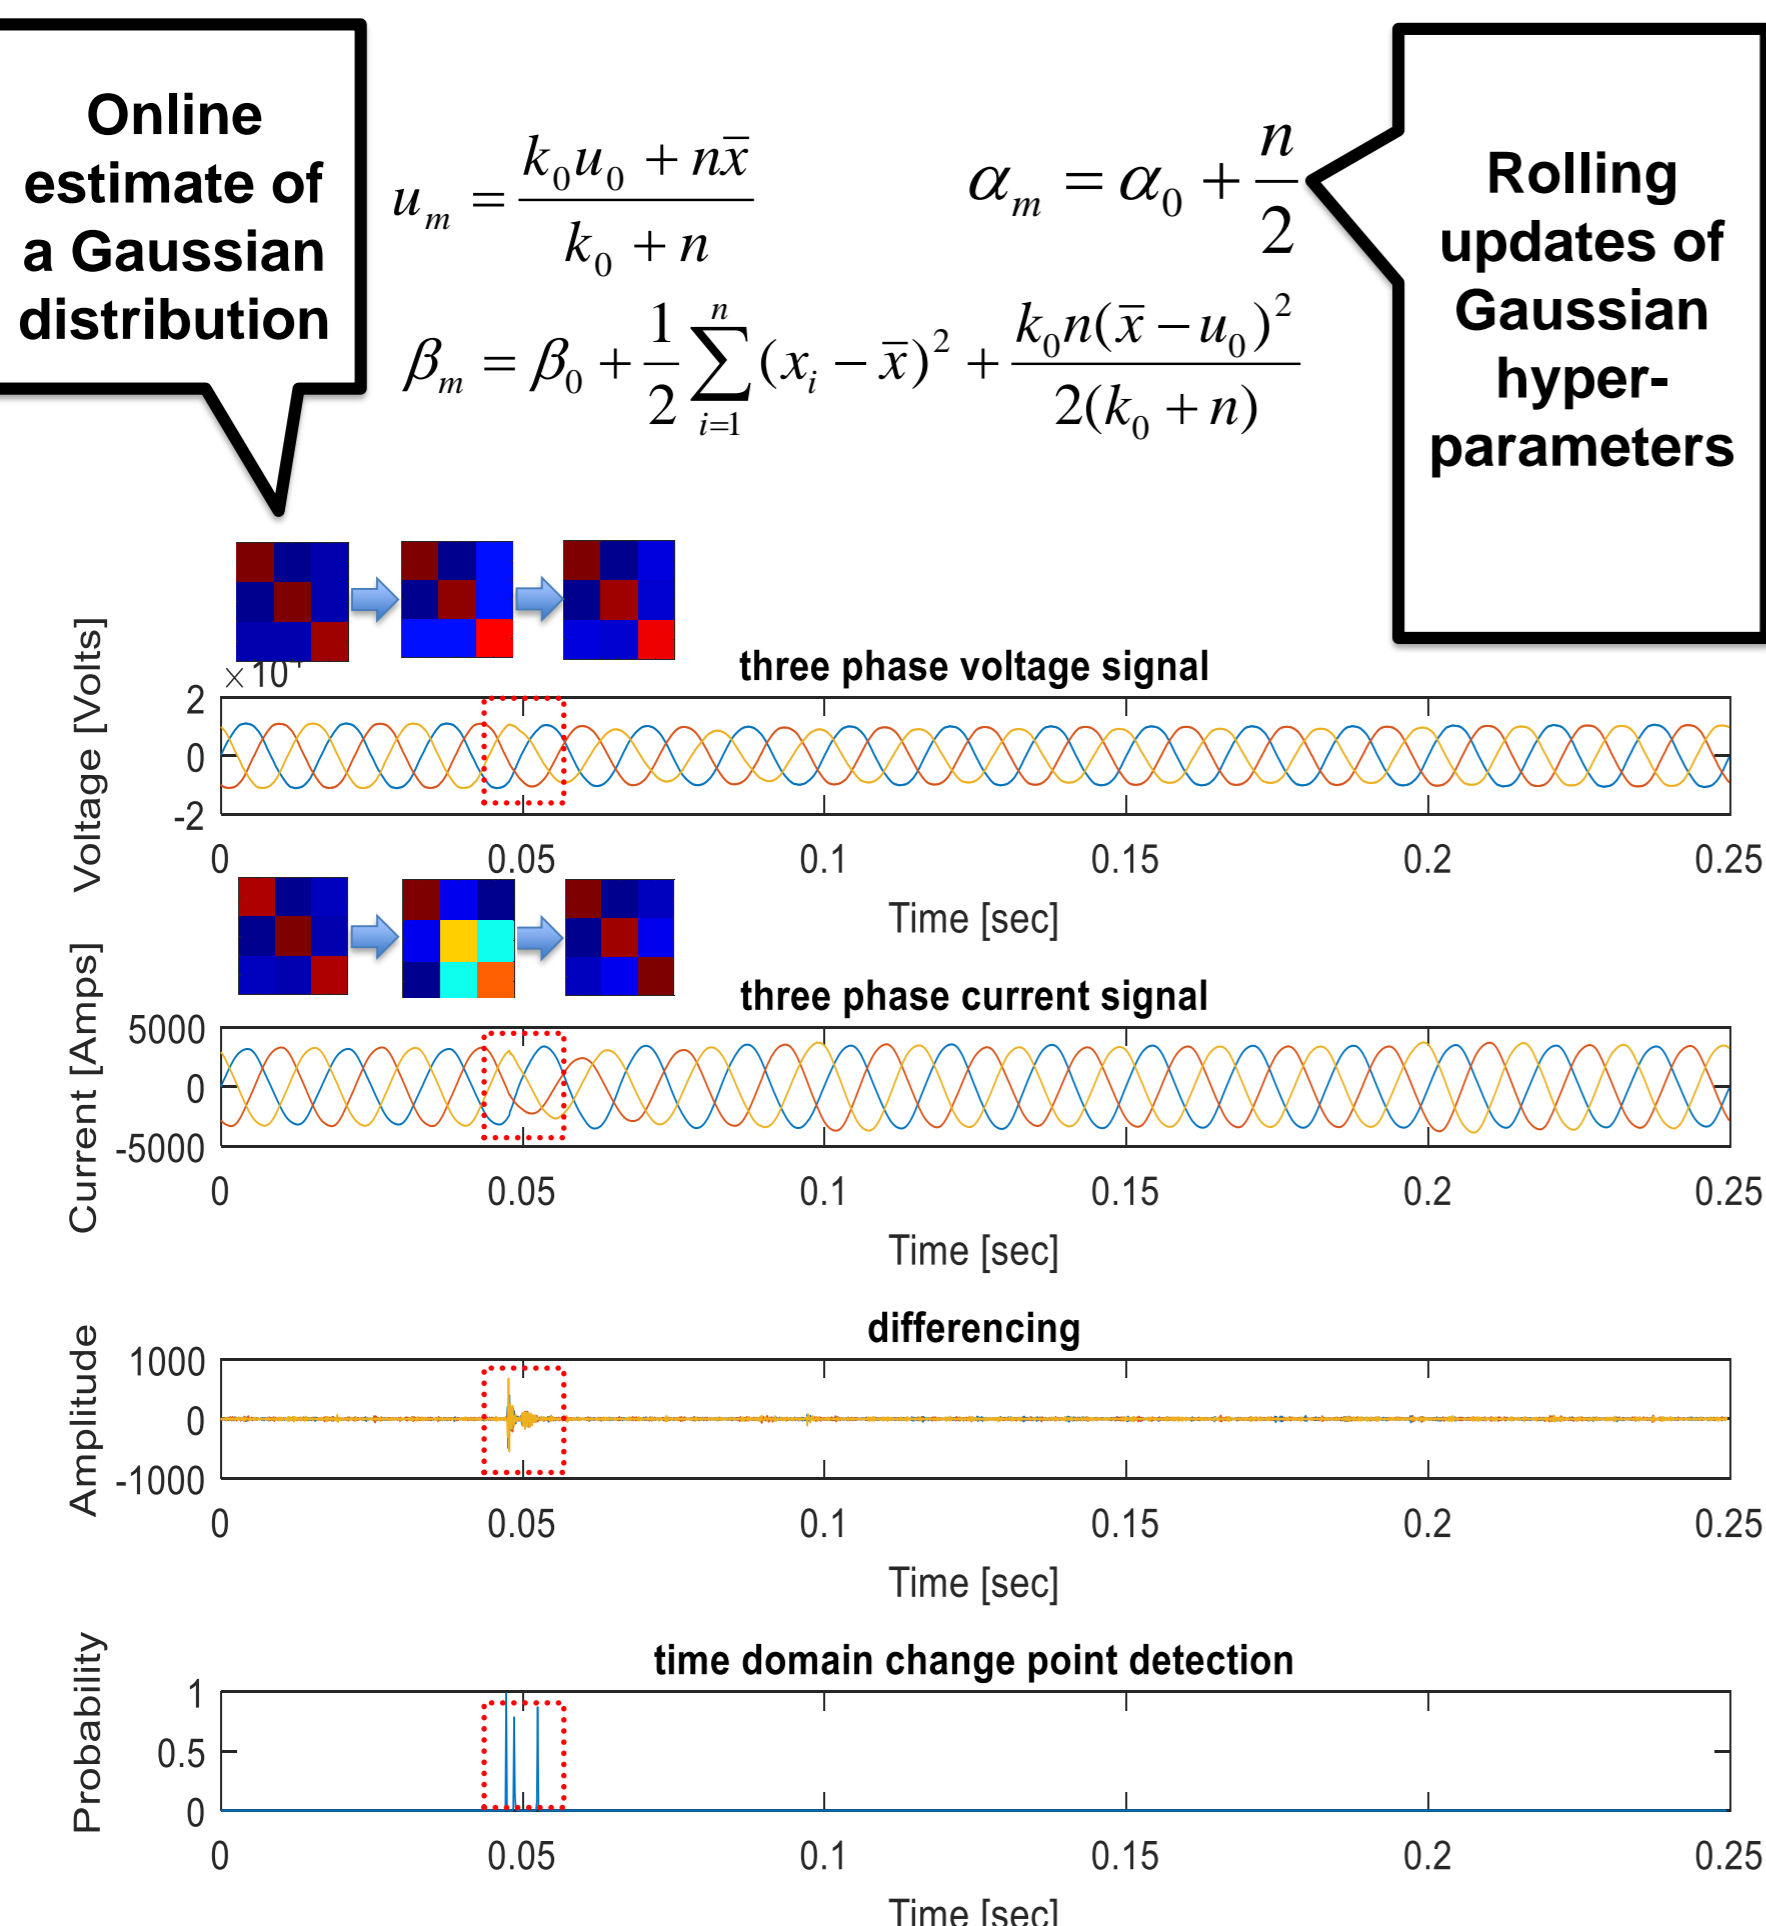 Online
estimate of
a Gaussian
distribution
u_m = (k_0 u_0 + n x̄) / (k_0 + n)
α_m = α_0 + n/2
β_m = β_0 + 1/2 ∑_{i=1}^{n} (x_i − x̄)^2 + k_0 n(x̄ − u_0)^2 / 2(k_0 + n)
Rolling
updates of
Gaussian
hyper-
parameters
three phase voltage signal
Voltage [Volts]
×10
2
0
-2
0 0.05 0.1 0.15 0.2 0.25
Time [sec]
three phase current signal
Current [Amps]
5000
0
-5000
0 0.05 0.1 0.15 0.2 0.25
Time [sec]
differencing
Amplitude
1000
0
-1000
0 0.05 0.1 0.15 0.2 0.25
Time [sec]
time domain change point detection
Probability
1
0.5
0
0 0.05 0.1 0.15 0.2 0.25
Time [sec]